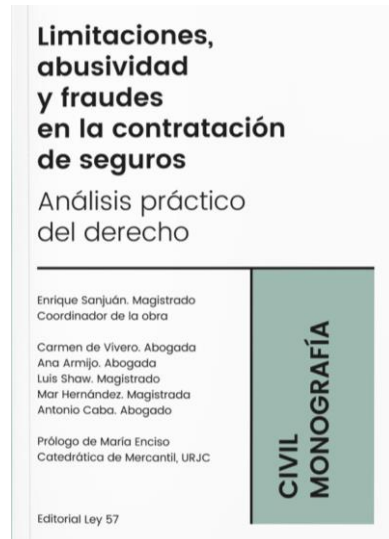 Limitaciones,
abusividad
y fraudes
en la contratación
de seguros
Análisis práctico
del derecho
Enrique Sanjuán. Magistrado
Coordinador de la obra
Carmen de Vivero. Abogada
Ana Armijo. Abogada
Luis Shaw. Magistrado
Mar Hernández. Magistrada
Antonio Caba. Abogado
Prólogo de María Enciso
Catedrática de Mercantil, URJC
Editorial Ley 57
CIVIL
MONOGRAFÍA